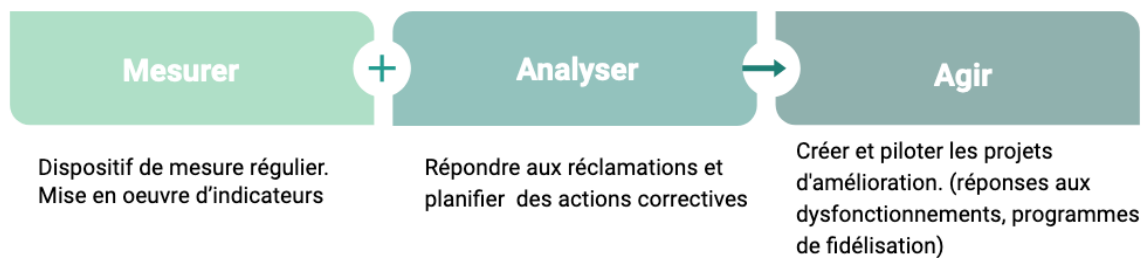 Mesurer
+
Analyser
Agir
Dispositif de mesure régulier.
Mise en oeuvre d’indicateurs
Répondre aux réclamations et
planifier  des actions correctives
Créer et piloter les projets
d'amélioration. (réponses aux
dysfonctionnements, programmes
de fidélisation)